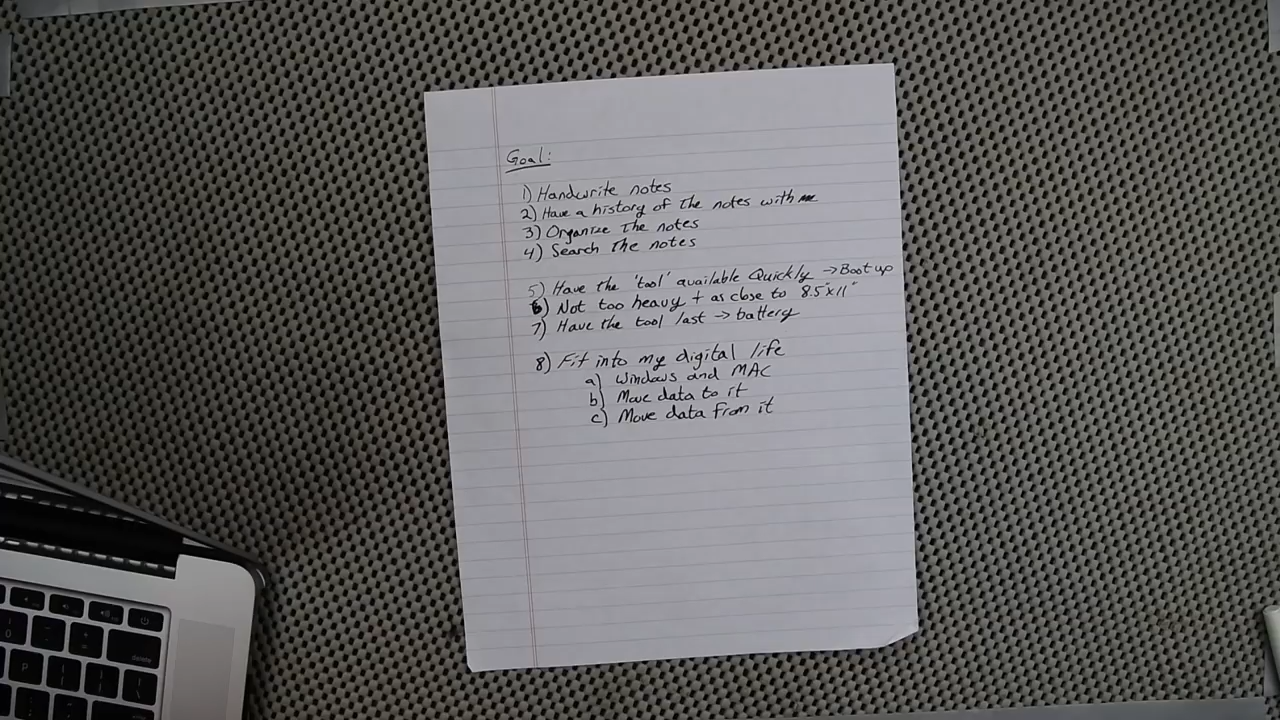 Goal:
1) Handwrite notes
2) Have a history of the notes with me
3) Organize the notes
4) Search the notes
5) Have the 'tool' available Quickly → Boot up
6) Not too heavy + as close to 8.5"x11"
7) Have the tool last → battery
8) Fit into my digital life
a) Windows and MAC
b) Move data to it
c) Move data from it
delete
P